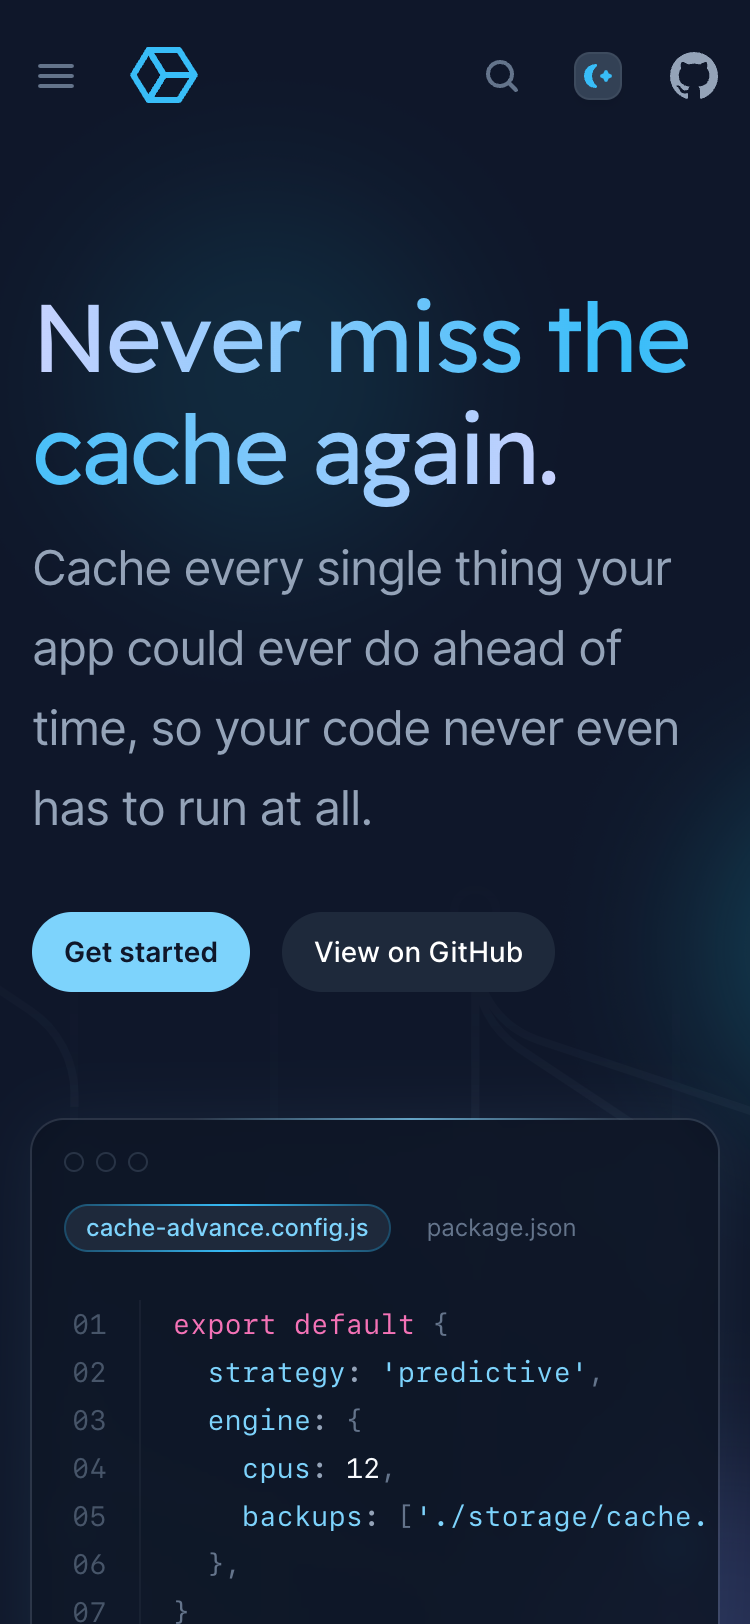 Never miss the
cache again.
Cache every single thing your
app could ever do ahead of
time, so your code never even
has to run at all.
Get started
View on GitHub
cache-advance.config.js
package.json
01 export default {
02   strategy: 'predictive',
03   engine: {
04     cpus: 12,
05     backups: ['./storage/cache.
06   },
07 }